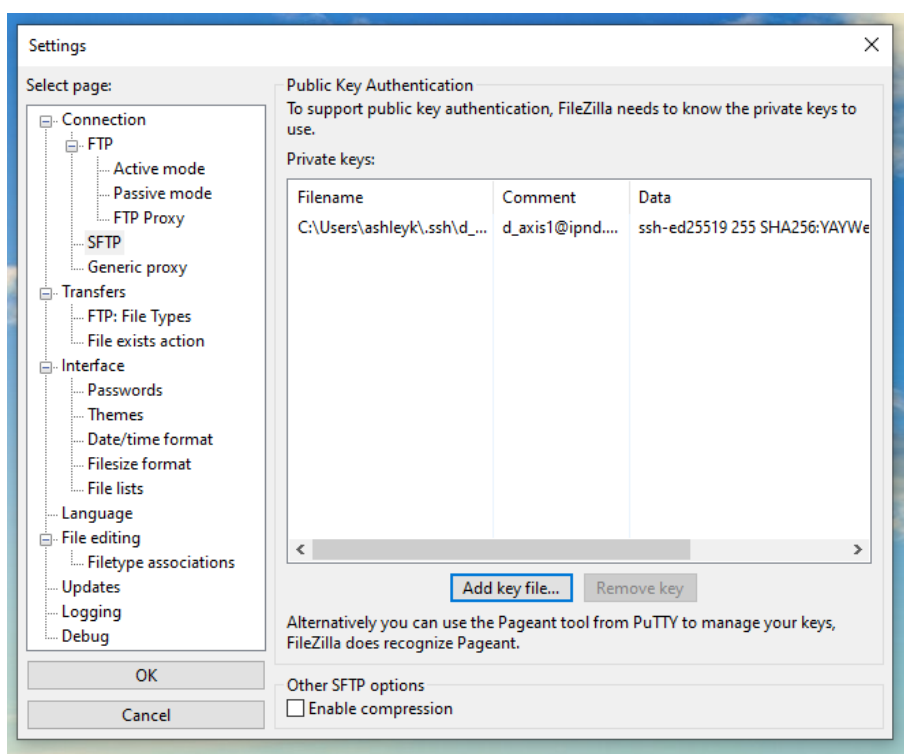 Settings
Select page:
Connection
FTP
Active mode
Passive mode
FTP Proxy
SFTP
Generic proxy
Transfers
FTP: File Types
File exists action
Interface
Passwords
Themes
Date/time format
Filesize format
File lists
Language
File editing
Filetype associations
Updates
Logging
Debug
OK
Cancel
Public Key Authentication
To support public key authentication, FileZilla needs to know the private keys to
use.
Private keys:
Filename Comment Data
C:\Users\ashleyk\.ssh\d_... d_axis1@ipnd.... ssh-ed25519 255 SHA256:YAYWe
Add key file... Remove key
Alternatively you can use the Pageant tool from PuTTY to manage your keys,
FileZilla does recognize Pageant.
Other SFTP options
Enable compression